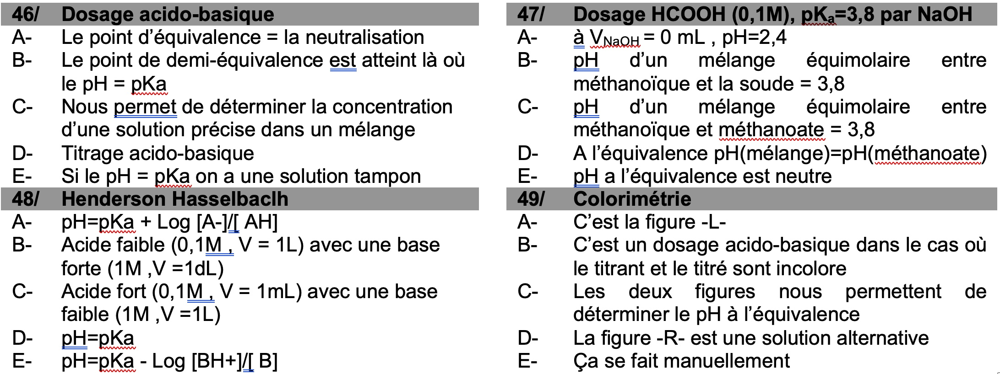 46/ Dosage acido-basique
A- Le point d’équivalence = la neutralisation
B- Le point de demi-équivalence est atteint là où
le pH = pKa
C- Nous permet de déterminer la concentration
d’une solution précise dans un mélange
D- Titrage acido-basique
E- Si le pH = pKa on a une solution tampon
48/ Henderson Hasselbaclh
A- pH=pKa + Log [A-]/[ AH]
B- Acide faible (0,1M , V = 1L) avec une base
forte (1M ,V =1dL)
C- Acide fort (0,1M , V = 1mL) avec une base
faible (1M ,V =1L)
D- pH=pKa
E- pH=pKa - Log [BH+]/[ B]
47/ Dosage HCOOH (0,1M), pKa=3,8 par NaOH
A- à VNaOH = 0 mL , pH=2,4
B- pH d’un mélange équimolaire entre
méthanoïque et la soude = 3,8
C- pH d’un mélange équimolaire entre
méthanoïque et méthanoate = 3,8
D- A l’équivalence pH(mélange)=pH(méthanoate)
E- pH a l’équivalence est neutre
49/ Colorimétrie
A- C’est la figure -L-
B- C’est un dosage acido-basique dans le cas où
le titrant et le titré sont incolore
C- Les deux figures nous permettent de
déterminer le pH à l’équivalence
D- La figure -R- est une solution alternative
E- Ça se fait manuellement